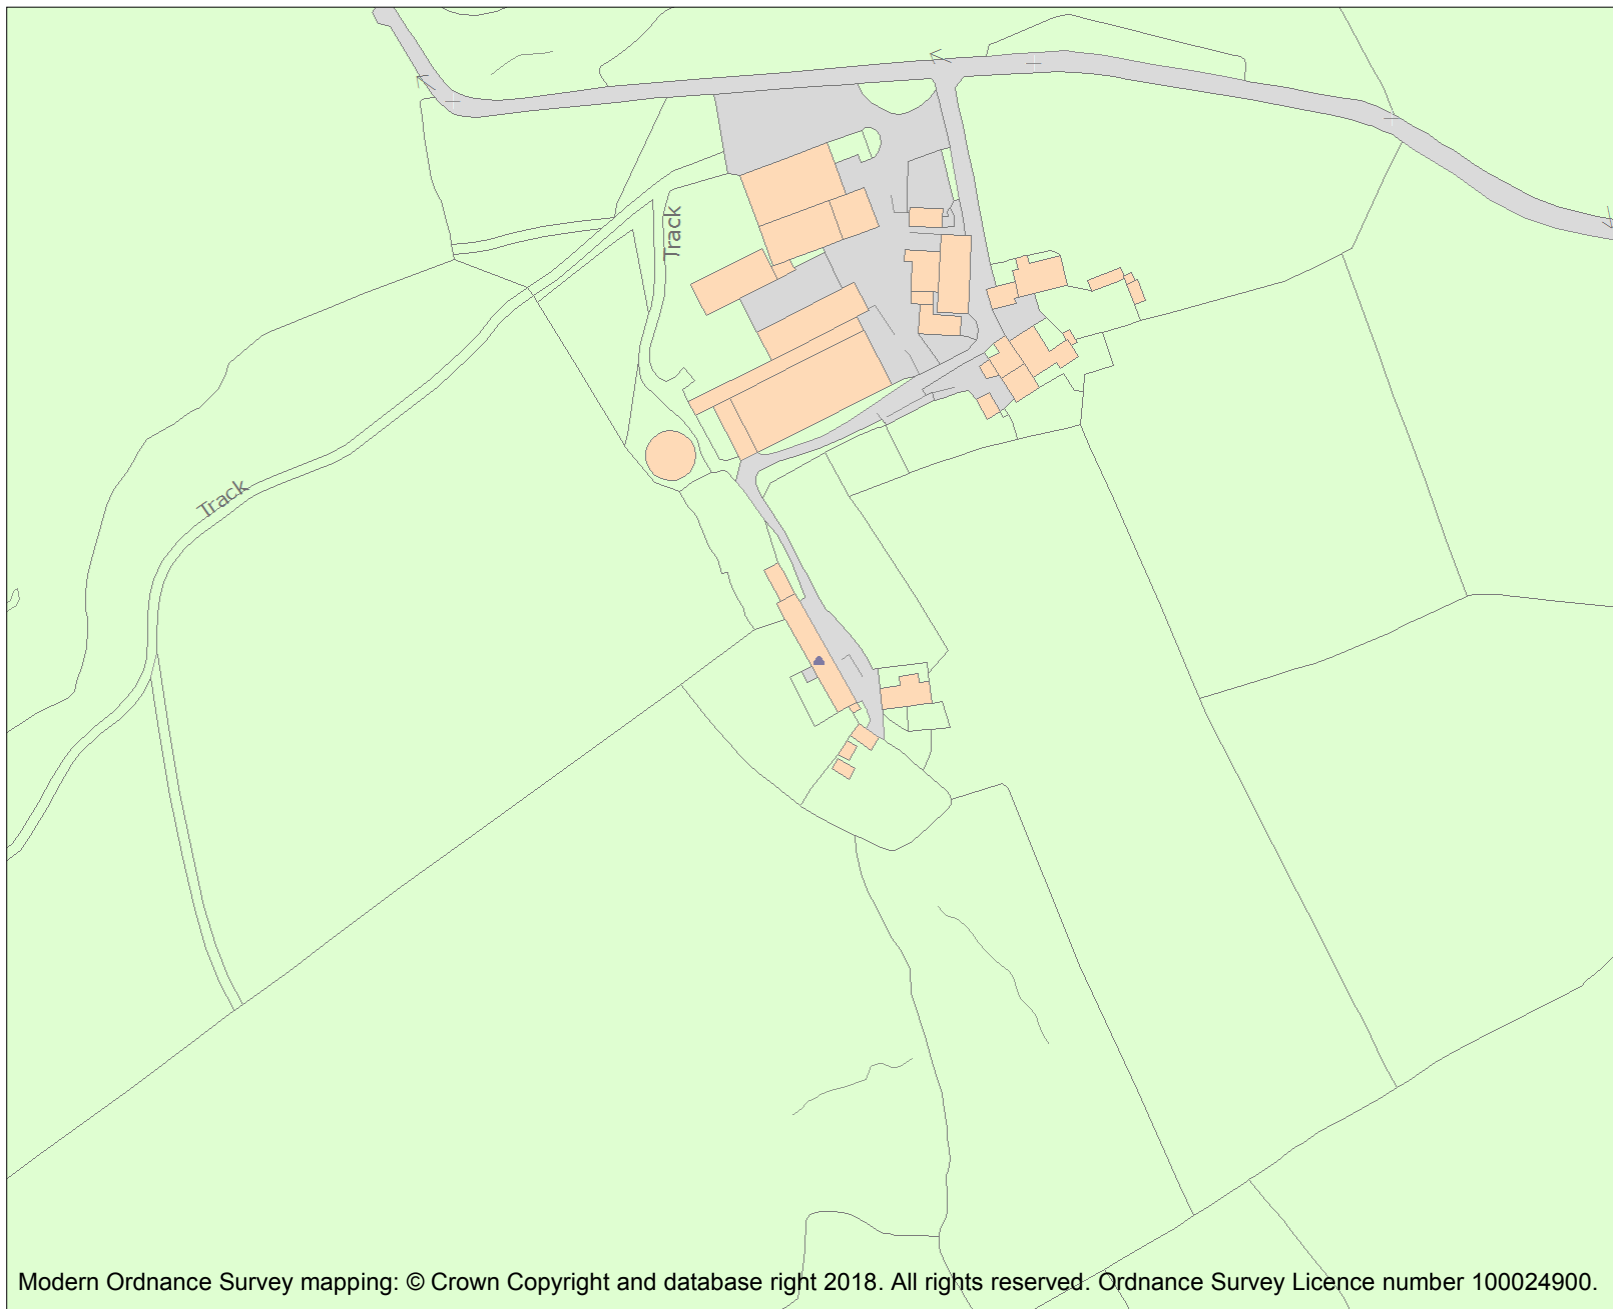 Track
Track
Modern Ordnance Survey mapping: © Crown Copyright and database right 2018. All rights reserved. Ordnance Survey Licence number 100024900.